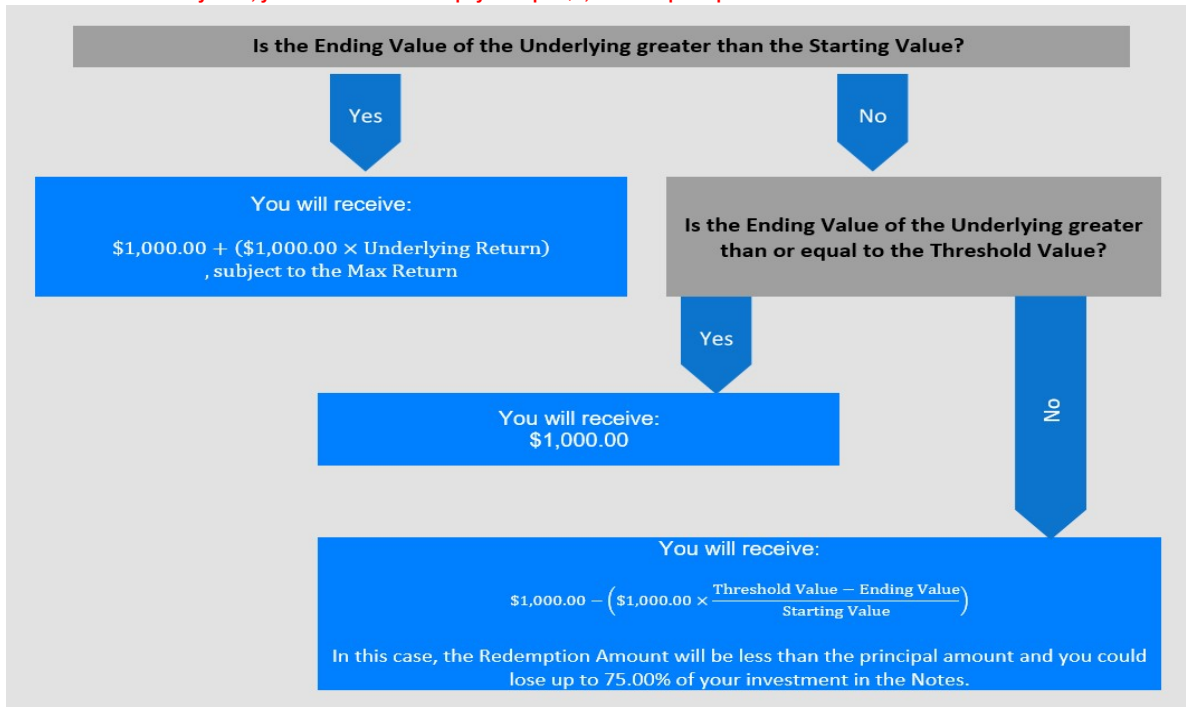 Is the Ending Value of the Underlying greater than the Starting Value?
Yes
No
You will receive:
$1,000.00 + ($1,000.00 × Underlying Return)
, subject to the Max Return
Is the Ending Value of the Underlying greater
than or equal to the Threshold Value?
Yes
No
You will receive:
$1,000.00
You will receive:
$1,000.00 − ($1,000.00 × Threshold Value − Ending Value / Starting Value)
In this case, the Redemption Amount will be less than the principal amount and you could
lose up to 75.00% of your investment in the Notes.